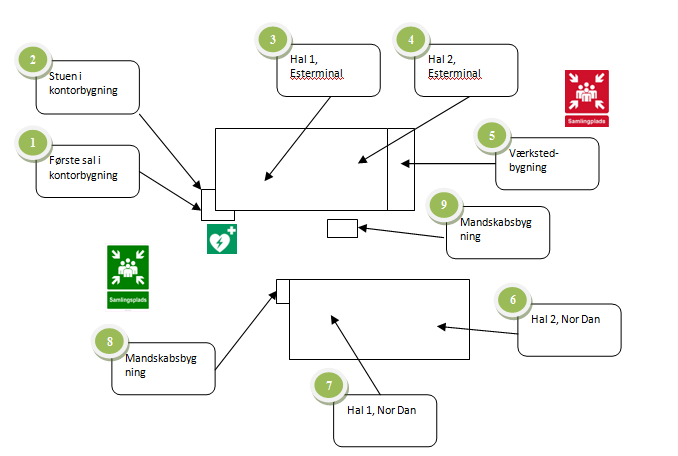 1
Første sal i
kontorbygning
2
Stuen i
kontorbygning
3
Hal 1,
Esterminal
4
Hal 2,
Esterminal
5
Værksted-
bygning
6
Hal 2, Nor Dan
7
Hal 1, Nor Dan
8
Mandskabsbyg
ning
9
Mandskabsbyg
ning
Samlingsplads
Samlingsplads